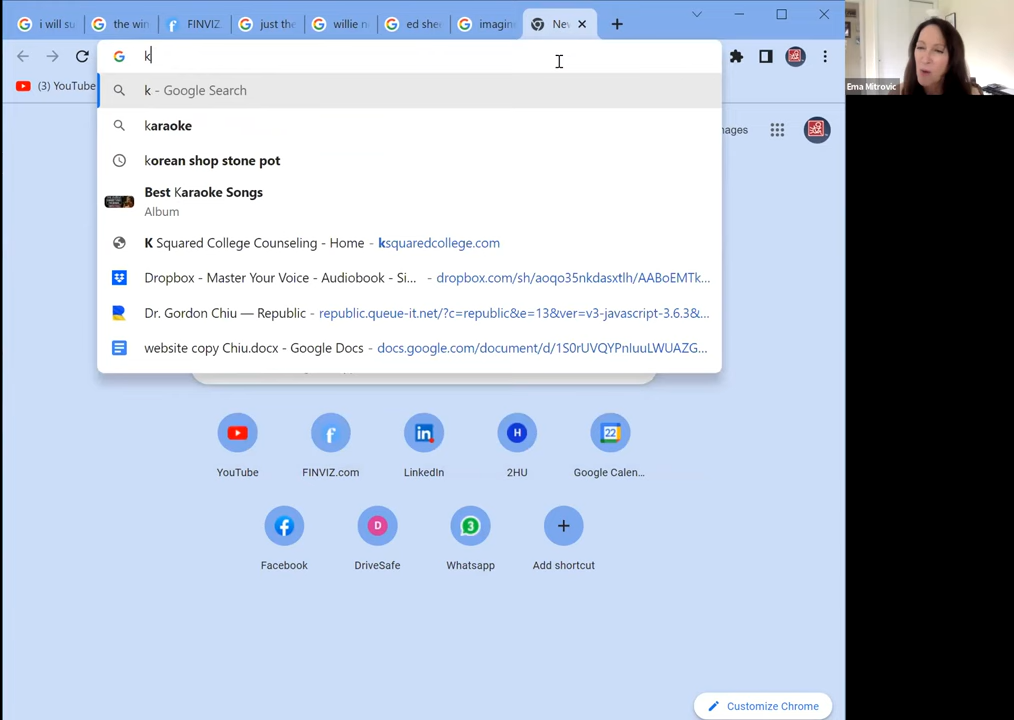 i will su
the win
FINVIZ
just the
willie n
ed shee
imagin
Ne
k
k - Google Search
karaoke
korean shop stone pot
Best Karaoke Songs
Album
K Squared College Counseling - Home - ksquaredcollege.com
Dropbox - Master Your Voice - Audiobook - Si... - dropbox.com/sh/aoqo35nkdasxtlh/AABoEMTk...
Dr. Gordon Chiu — Republic - republic.queue-it.net/?c=republic&e=13&ver=v3-javascript-3.6.3&...
website copy Chiu.docx - Google Docs - docs.google.com/document/d/1S0rUVQYPnluuLWUAZG...
(3) YouTube
nages
YouTube
FINVIZ.com
LinkedIn
2HU
Google Calen...
Facebook
DriveSafe
Whatsapp
Add shortcut
Customize Chrome
Ema Mitrovic